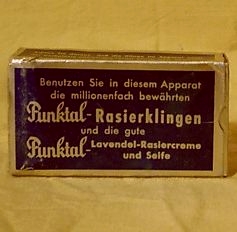 Benutzen Sie in diesem Apparat
die millionenfach bewährten
Punktal-Rasierklingen
und die gute
Punktal-Lavendel-Rasiercreme
und Seife